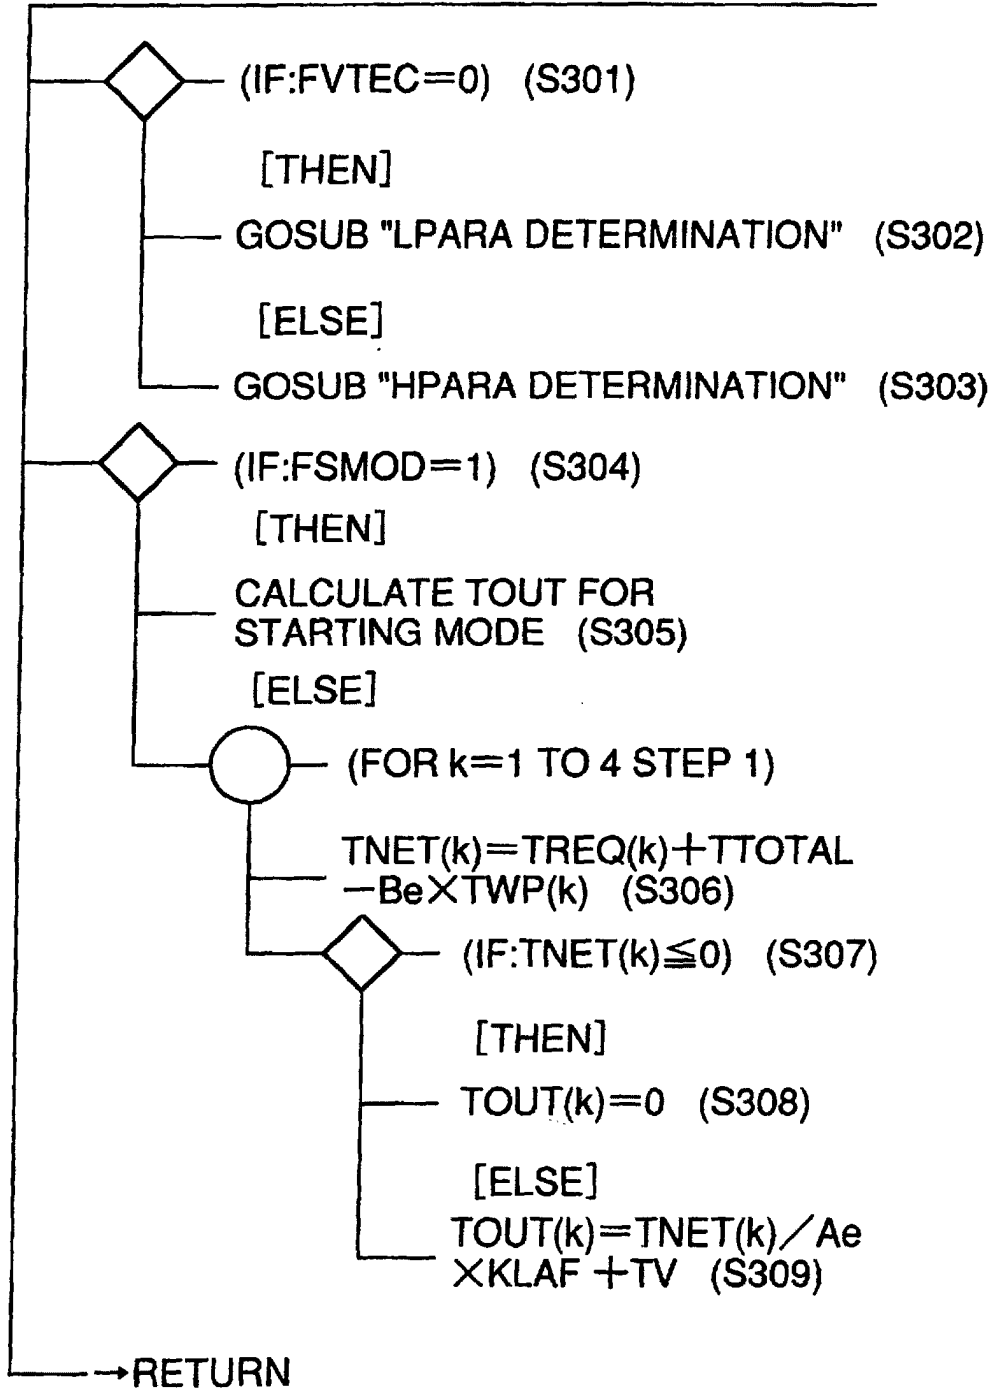 (IF:FVTEC=0) (S301)
[THEN]
GOSUB "LPARA DETERMINATION" (S302)
[ELSE]
GOSUB "HPARA DETERMINATION" (S303)
(IF:FSMOD=1) (S304)
[THEN]
CALCULATE TOUT FOR
STARTING MODE (S305)
[ELSE]
(FOR k=1 TO 4 STEP 1)
TNET(k)=TREQ(k)+TTOTAL
−Be×TWP(k) (S306)
(IF:TNET(k)≦0) (S307)
[THEN]
TOUT(k)=0 (S308)
[ELSE]
TOUT(k)=TNET(k)/Ae
×KLAF+TV (S309)
→RETURN